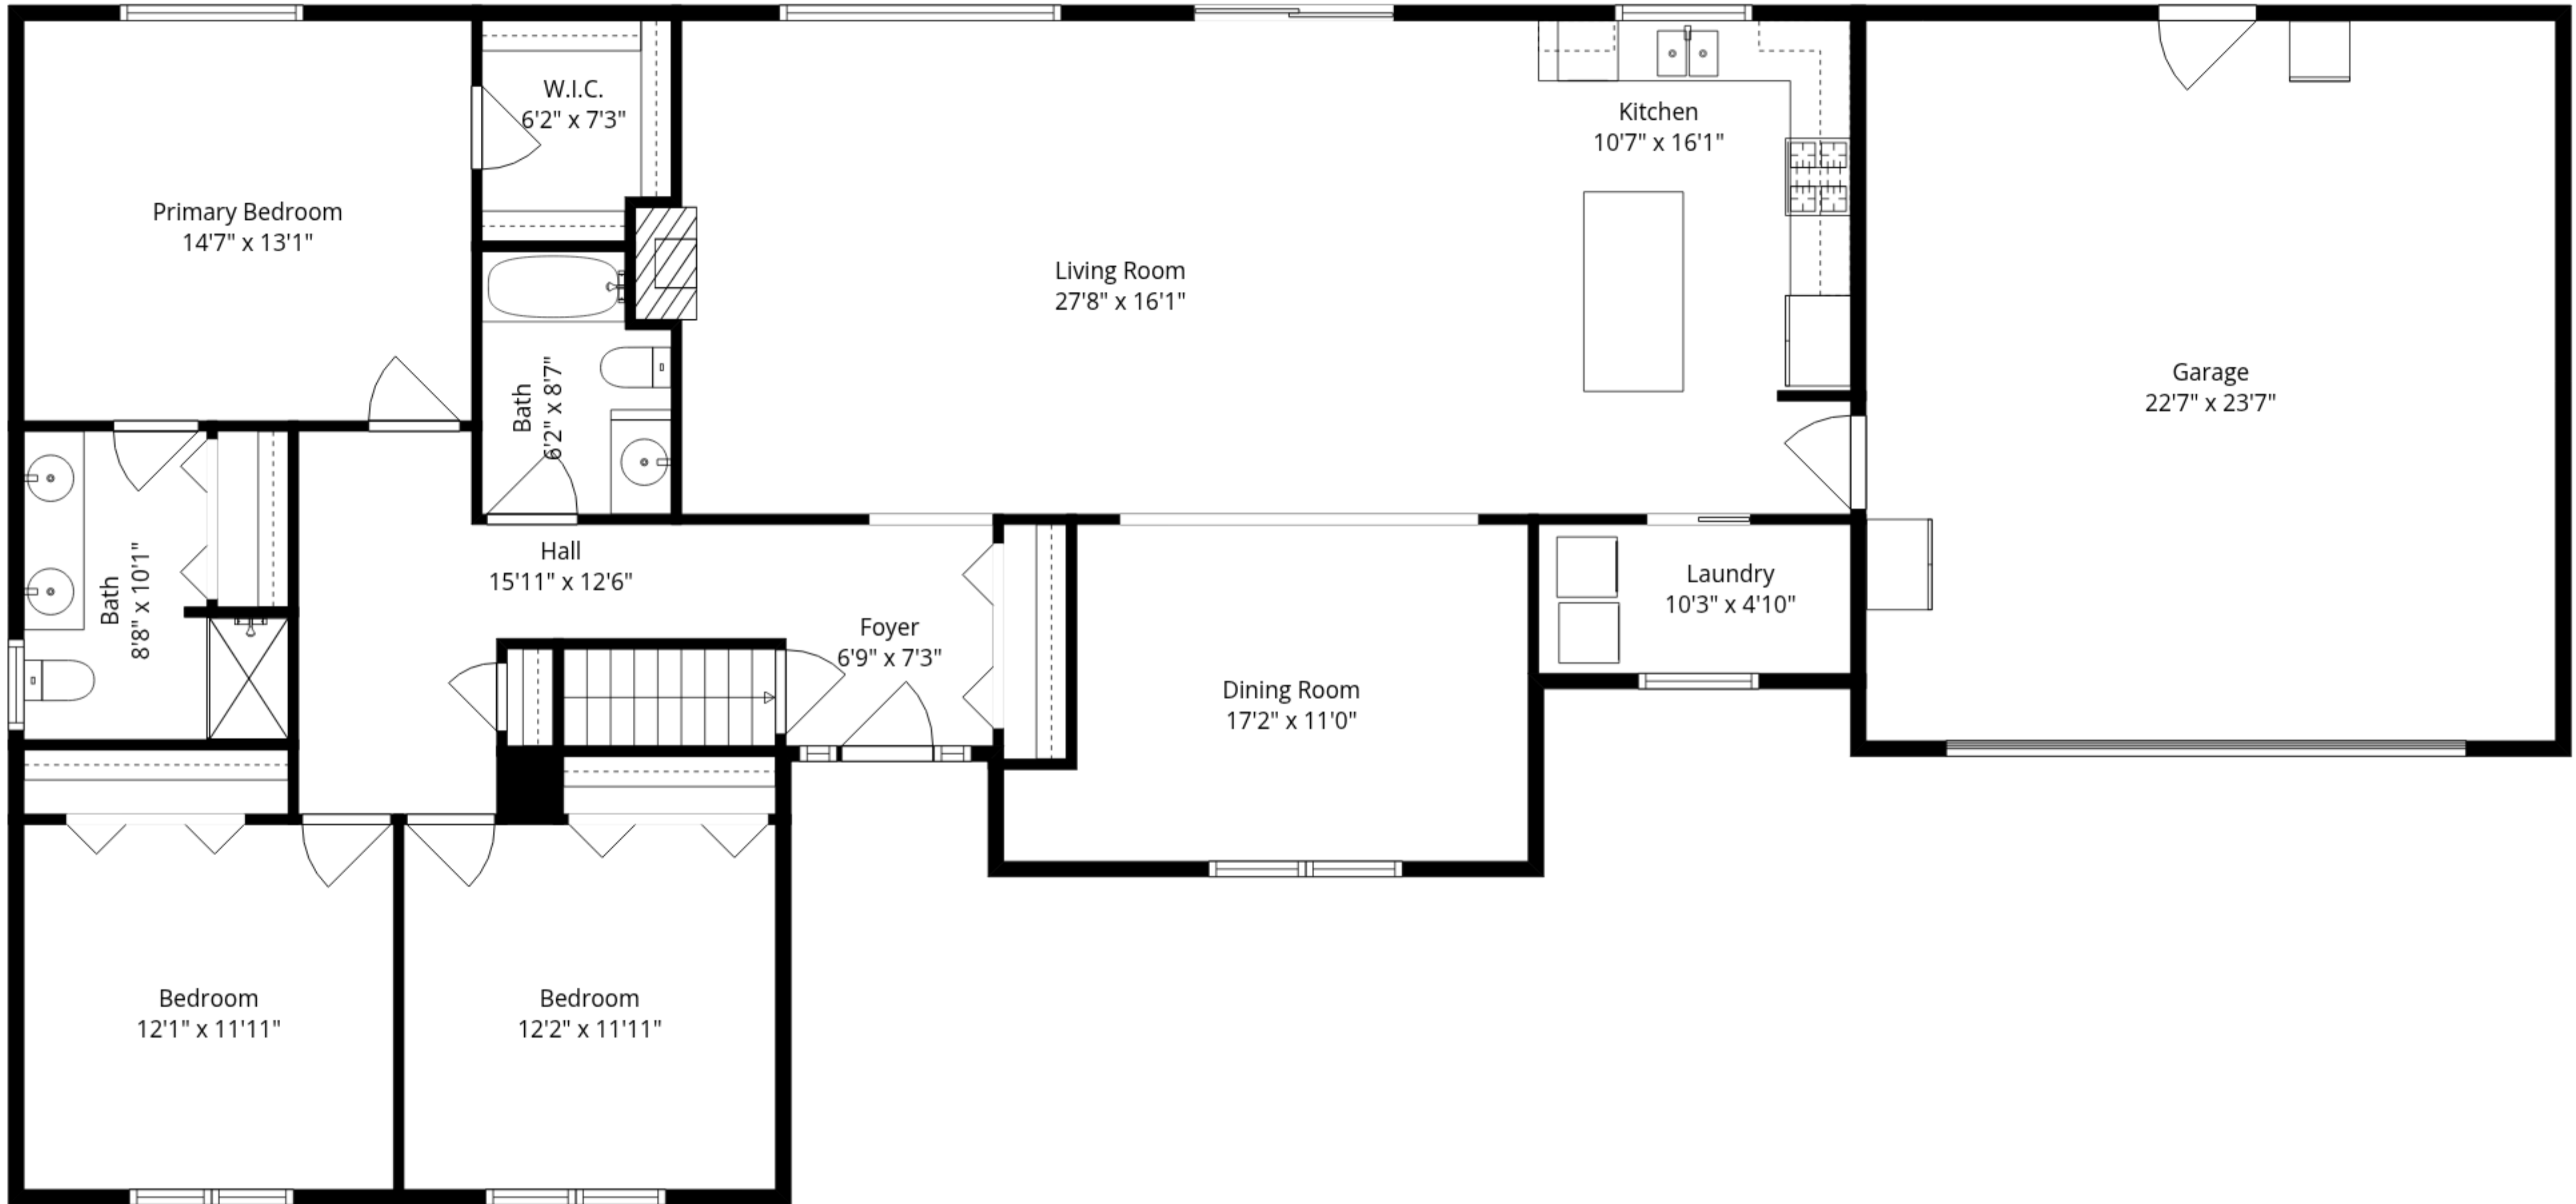 W.I.C.
6'2" x 7'3"
Kitchen
10'7" x 16'1"
Primary Bedroom
14'7" x 13'1"
Living Room
27'8" x 16'1"
Garage
22'7" x 23'7"
Bath
6'2" x 8'7"
Hall
15'11" x 12'6"
Laundry
10'3" x 4'10"
Bath
8'8" x 10'1"
Foyer
6'9" x 7'3"
Dining Room
17'2" x 11'0"
Bedroom
12'1" x 11'11"
Bedroom
12'2" x 11'11"